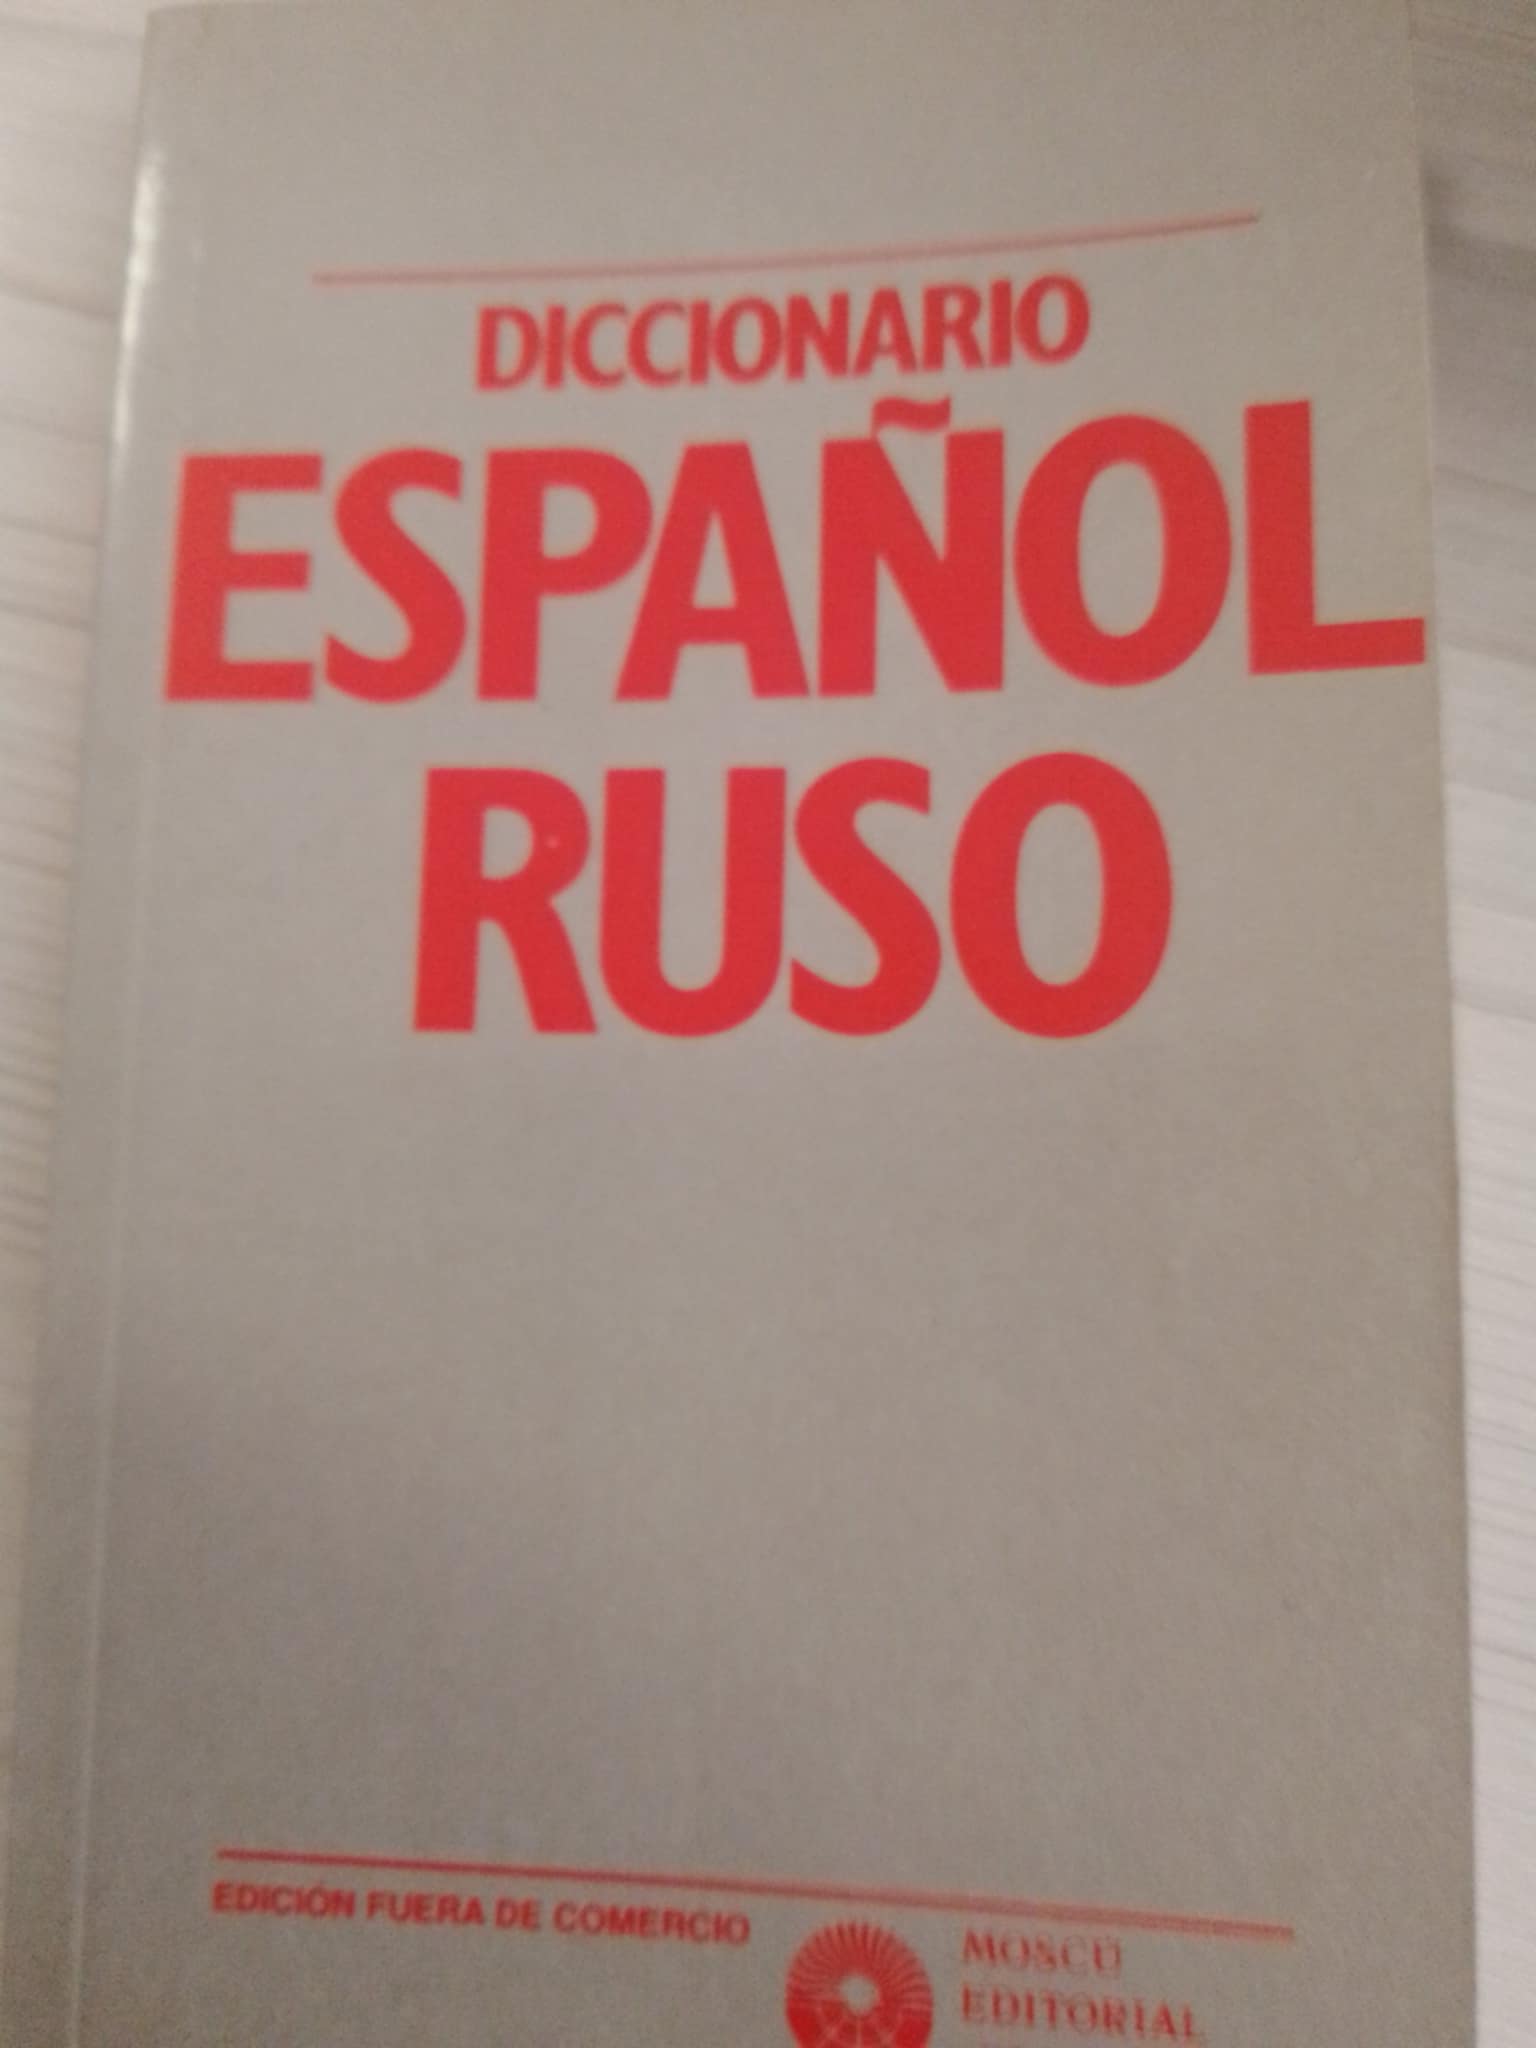 DICCIONARIO
ESPAÑOL
RUSO
EDICIÓN FUERA DE COMERCIO
MOSCÚ
EDITORIAL